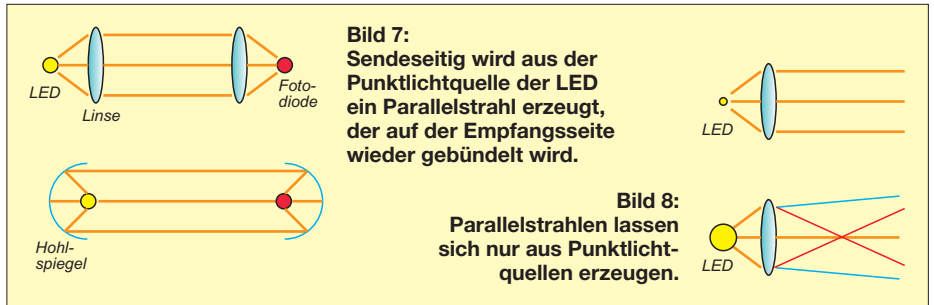 LED
Linse
Foto-
diode
Hohl-
spiegel
Bild 7:
Sendeseitig wird aus der
Punktlichtquelle der LED
ein Parallelstrahl erzeugt,
der auf der Empfangsseite
wieder gebündelt wird.
LED
Bild 8:
Parallelstrahlen lassen
sich nur aus Punktlicht-
quellen erzeugen.
LED